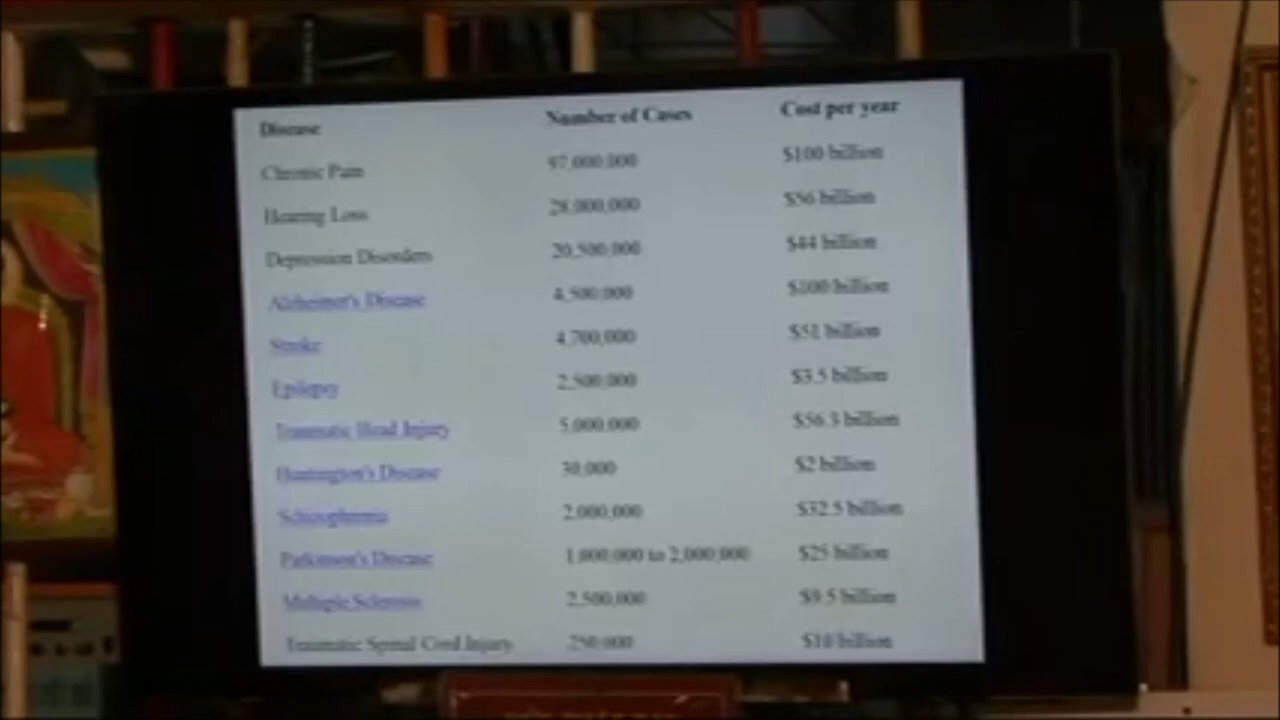 Disease Number of Cases Cost per year
Chronic Pain 97,000,000 $100 billion
Hearing Loss 28,000,000 $56 billion
Depression Disorders 20,500,000 $44 billion
Alzheimer's Disease 4,500,000 $100 billion
Stroke 4,700,000 $51 billion
Epilepsy 2,500,000 $3.5 billion
Traumatic Head Injury 5,000,000 $56.3 billion
Huntington's Disease 30,000 $2 billion
Schizophrenia 2,000,000 $32.5 billion
Parkinson's Disease 1,000,000 to 2,000,000 $25 billion
Multiple Sclerosis 2,500,000 $9.5 billion
Traumatic Spinal Cord Injury 250,000 $10 billion